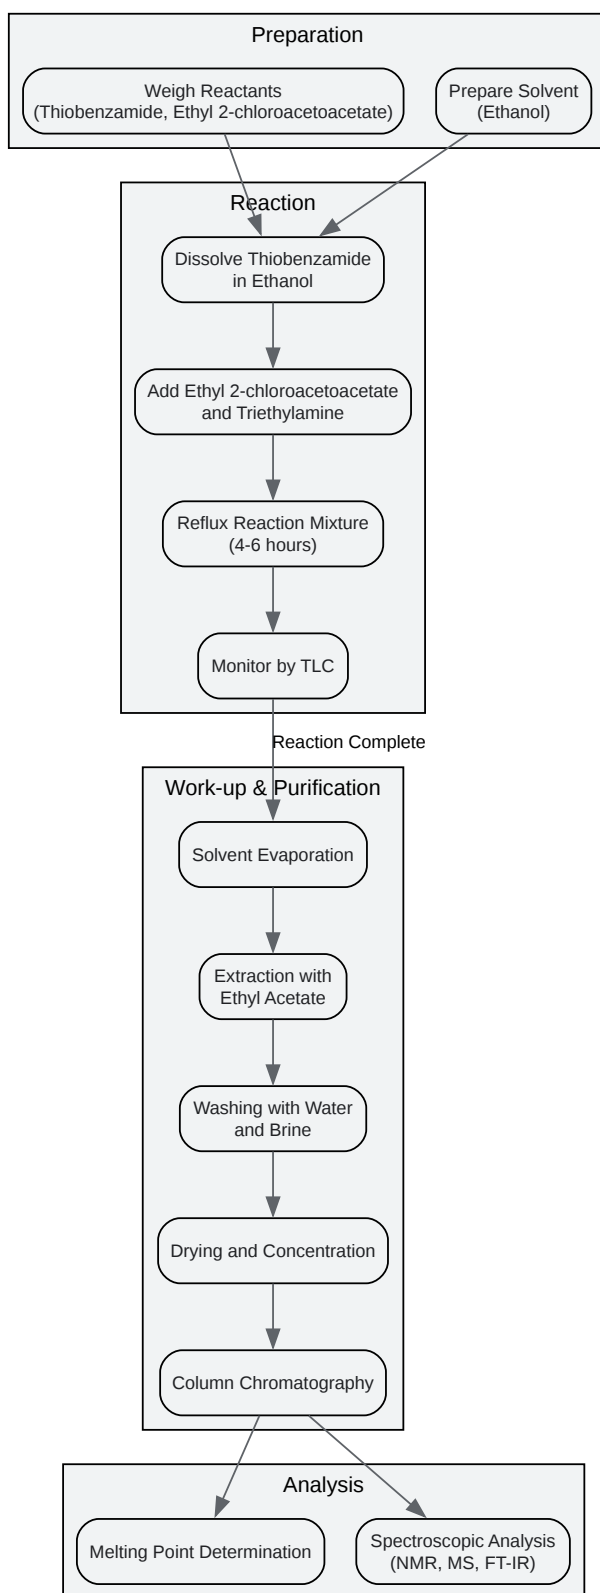 Preparation
Weigh Reactants
(Thiobenzamide, Ethyl 2-chloroacetoacetate)
Prepare Solvent
(Ethanol)
Reaction
Dissolve Thiobenzamide
in Ethanol
Add Ethyl 2-chloroacetoacetate
and Triethylamine
Reflux Reaction Mixture
(4-6 hours)
Monitor by TLC
Reaction Complete
Work-up & Purification
Solvent Evaporation
Extraction with
Ethyl Acetate
Washing with Water
and Brine
Drying and Concentration
Column Chromatography
Analysis
Melting Point Determination
Spectroscopic Analysis
(NMR, MS, FT-IR)